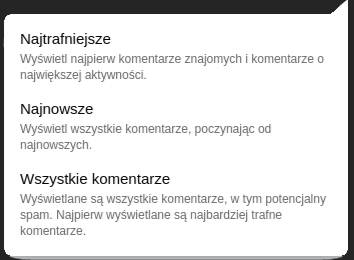 Najtrafniejsze
Wyświetl najpierw komentarze znajomych i komentarze o
największej aktywności.
Najnowsze
Wyświetl wszystkie komentarze, poczynając od
najnowszych.
Wszystkie komentarze
Wyświetlane są wszystkie komentarze, w tym potencjalny
spam. Najpierw wyświetlane są najbardziej trafne
komentarze.